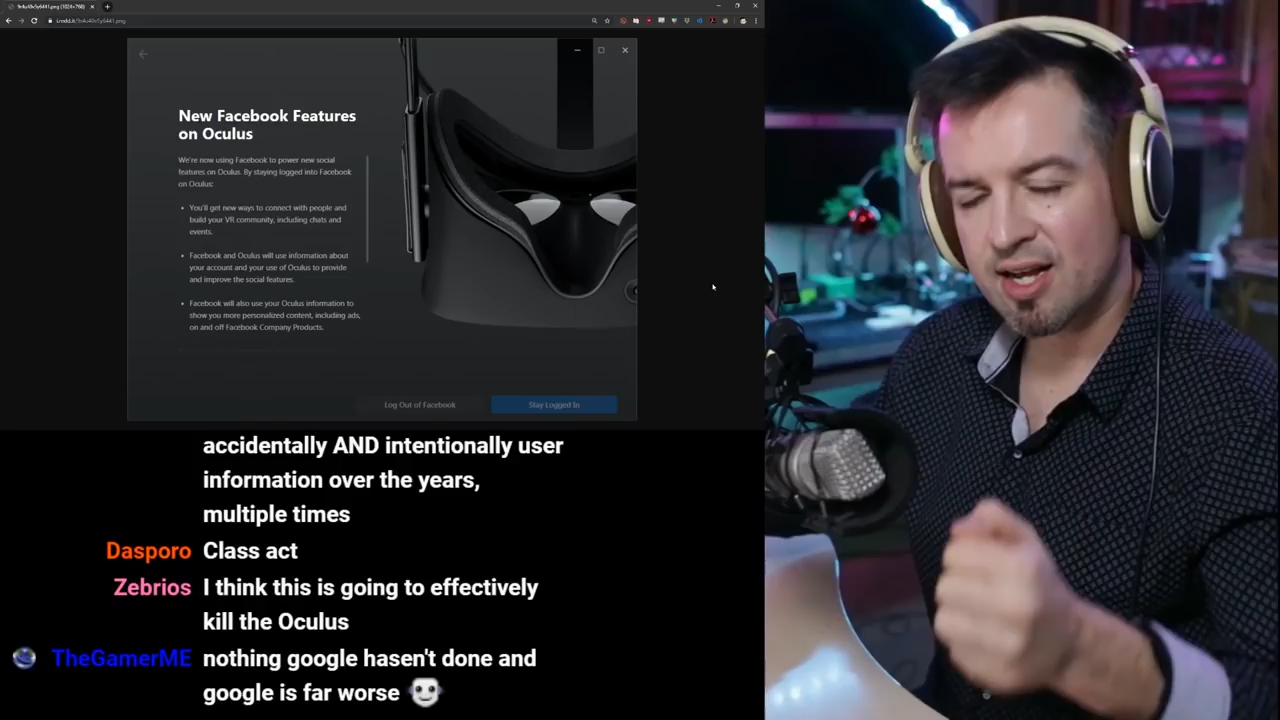 New Facebook Features
on Oculus
We're now using Facebook to power new social
features on Oculus. By staying logged into Facebook
on Oculus:
You'll get new ways to connect with people and
build your VR community, including chats and
events.
Facebook and Oculus will use information about
your account and your use of Oculus to provide
and improve the social features.
Facebook will also use your Oculus information to
show you more personalized content, including ads,
on and off Facebook Company Products.
Log Out of Facebook
Stay Logged In
accidentally AND intentionally user
information over the years,
multiple times
Dasporo Class act
Zebrios I think this is going to effectively
kill the Oculus
TheGamerME nothing google hasen't done and
google is far worse